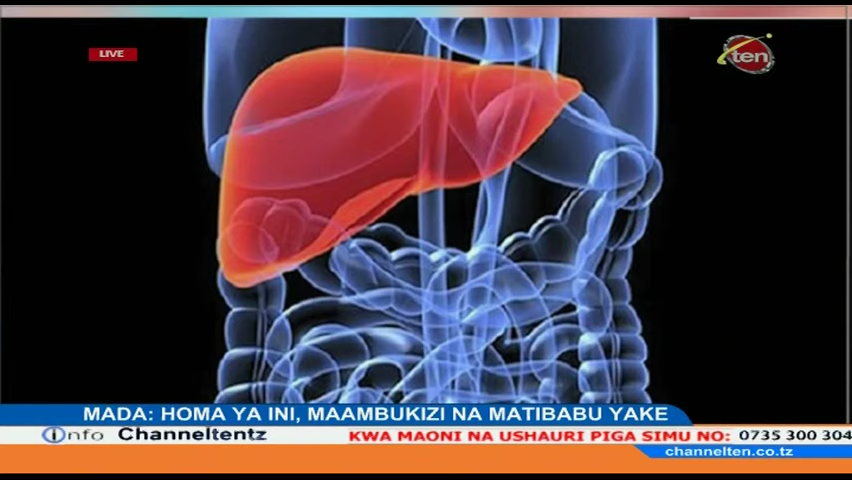 LIVE
ten
MADA: HOMA YA INI, MAAMBUKIZI NA MATIBABU YAKE
info Channeltentz KWA MAONI NA USHAURI PIGA SIMU NO: 0735 300 304
channelten.co.tz